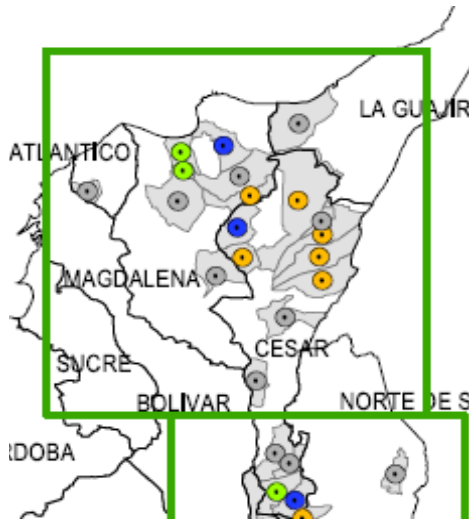 LA GUAJIR
ATLANTICO
MAGDALENA
CESAR
SUCRE
BOLIVAR
NORTE DE S
RDOBA